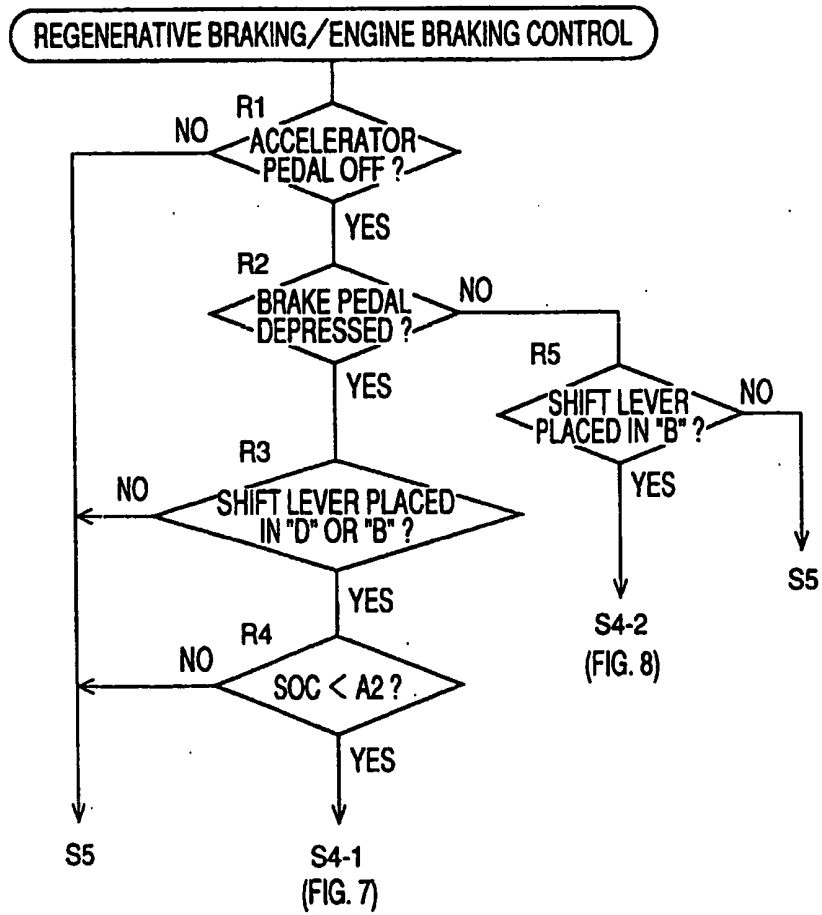 REGENERATIVE BRAKING/ENGINE BRAKING CONTROL
R1
NO
ACCELERATOR
PEDAL OFF ?
YES
R2
NO
BRAKE PEDAL
DEPRESSED ?
YES
R5
NO
SHIFT LEVER
PLACED IN "B" ?
YES
S5
S4-2
(FIG. 8)
R3
NO
SHIFT LEVER PLACED
IN "D" OR "B" ?
YES
R4
NO
SOC < A2 ?
YES
S5
S4-1
(FIG. 7)